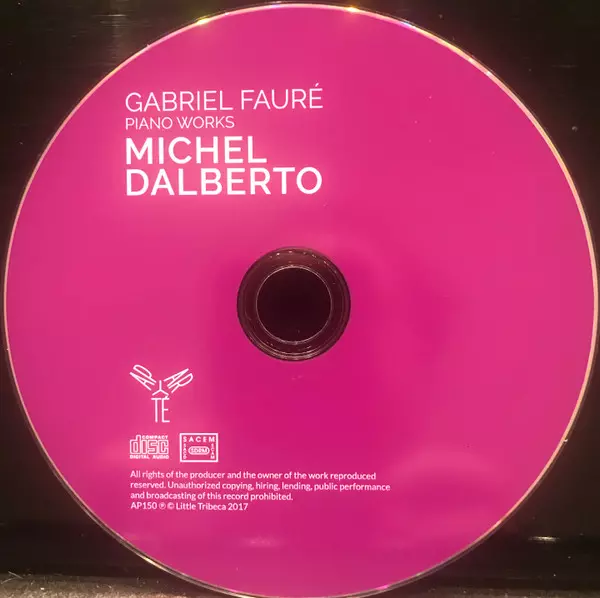 GABRIEL FAURÉ
PIANO WORKS
MICHEL
DALBERTO
APARTÉ
COMPACT
disc
DIGITAL AUDIO
SACEM
SDRM
All rights of the producer and the owner of the work reproduced
reserved. Unauthorized copying, hiring, lending, public performance
and broadcasting of this record prohibited.
AP150 ℗ © Little Tribeca 2017